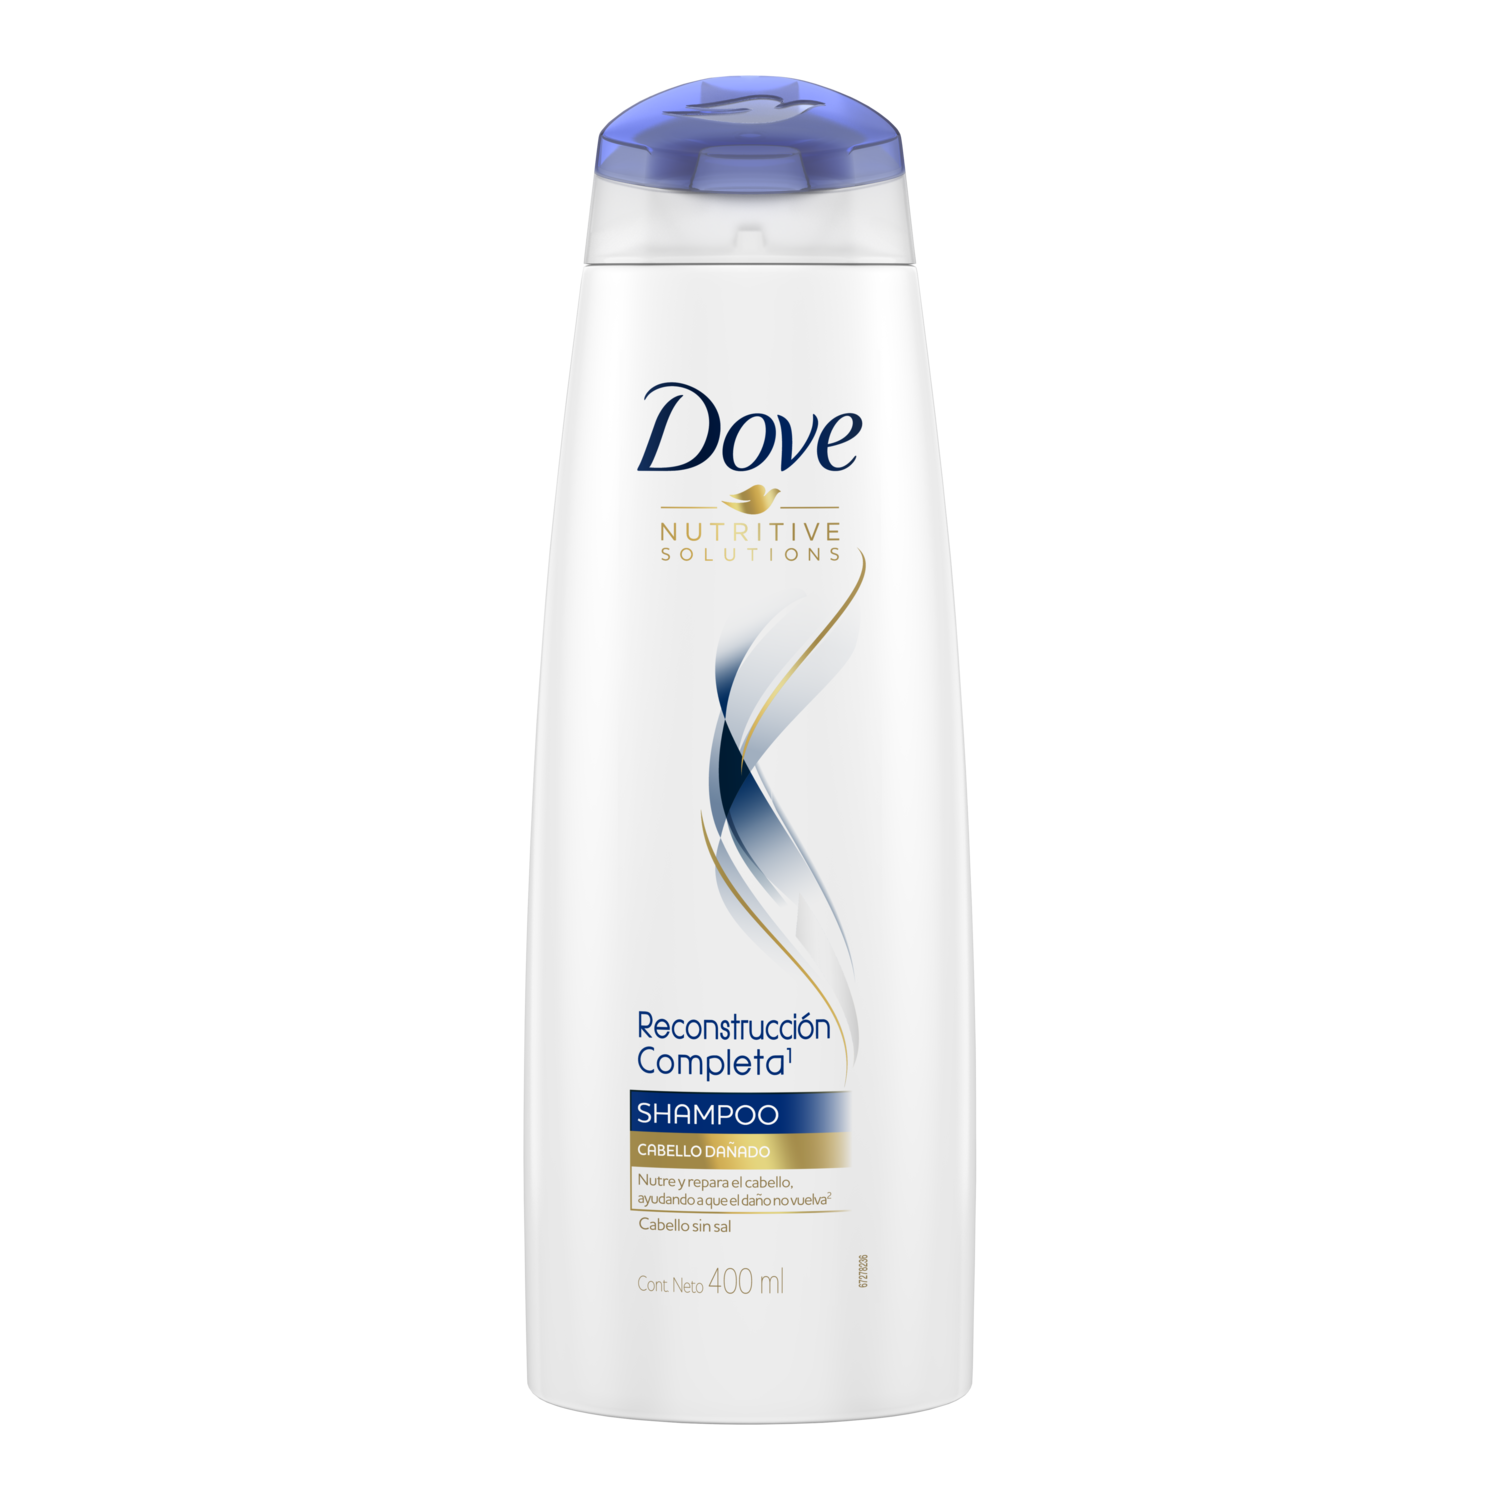 Dove
NUTRITIVE
SOLUTIONS
Reconstrucción
Completa¹
SHAMPOO
CABELLO DAÑADO
Nutre y repara el cabello,
ayudando a que el daño no vuelva²
Cabello sin sal
Cont. Neto 400 ml
67278236